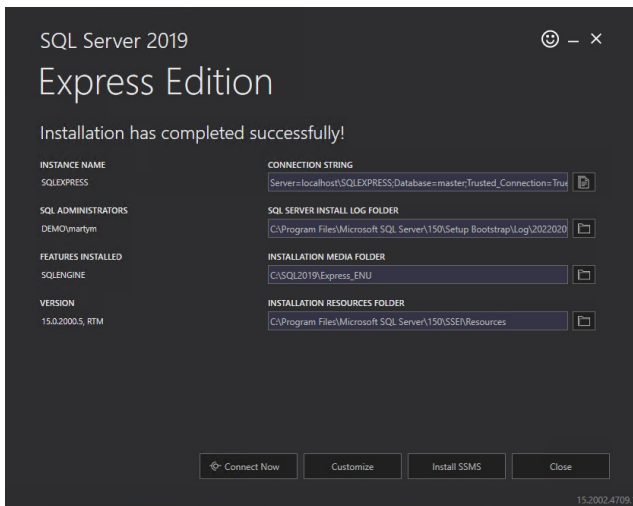 SQL Server 2019
Express Edition
Installation has completed successfully!
INSTANCE NAME
SQLEXPRESS
CONNECTION STRING
Server=localhost\SQLEXPRESS;Database=master;Trusted_Connection=True
SQL ADMINISTRATORS
DEMO\martym
SQL SERVER INSTALL LOG FOLDER
C:\Program Files\Microsoft SQL Server\150\Setup Bootstrap\Log\2022020
FEATURES INSTALLED
SQLENGINE
INSTALLATION MEDIA FOLDER
C:\SQL2019\Express_ENU
VERSION
15.0.2000.5, RTM
INSTALLATION RESOURCES FOLDER
C:\Program Files\Microsoft SQL Server\150\SSEI\Resources
Connect Now
Customize
Install SSMS
Close
15.2002.4709.